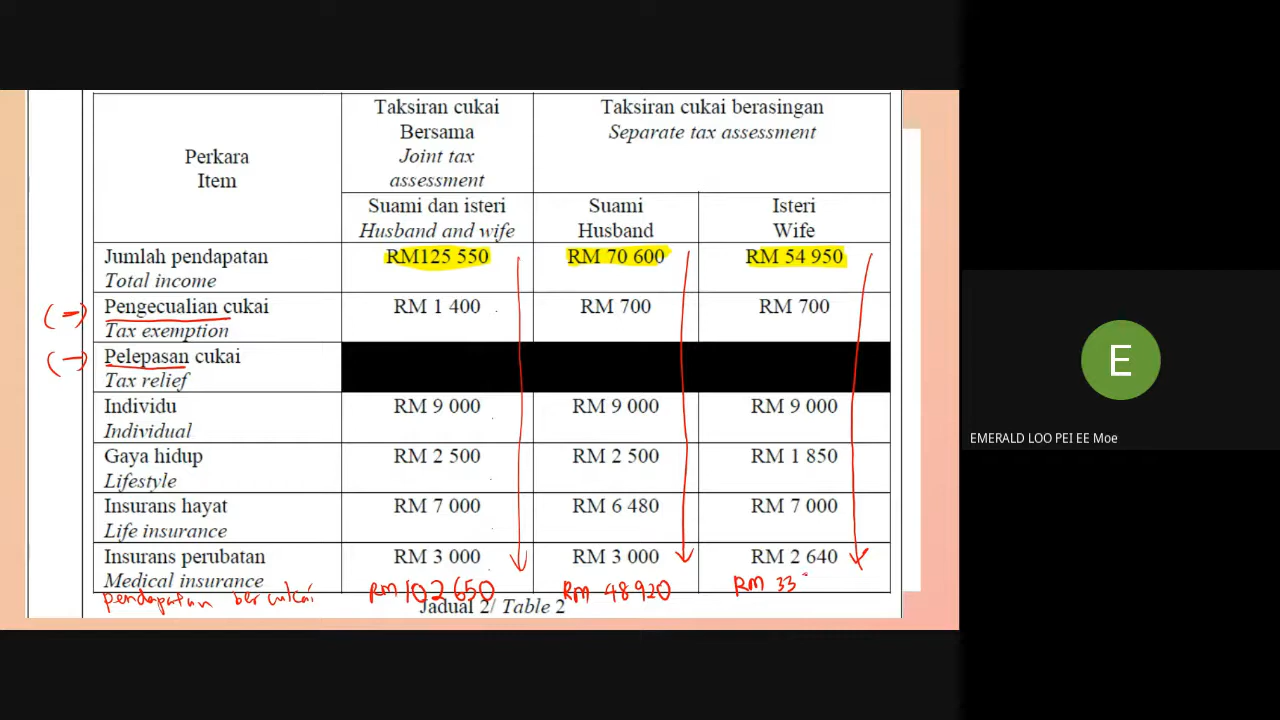 Perkara
Item
Taksiran cukai
Bersama
Joint tax
assessment
Taksiran cukai berasingan
Separate tax assessment
Suami dan isteri
Husband and wife
Suami
Husband
Isteri
Wife
Jumlah pendapatan
Total income
RM125 550
RM 70 600
RM 54 950
(-)
Pengecualian cukai
Tax exemption
RM 1 400
RM 700
RM 700
(-)
Pelepasan cukai
Tax relief
Individu
Individual
RM 9 000
RM 9 000
RM 9 000
Gaya hidup
Lifestyle
RM 2 500
RM 2 500
RM 1 850
Insurans hayat
Life insurance
RM 7 000
RM 6 480
RM 7 000
Insurans perubatan
Medical insurance
RM 3 000
RM 3 000
RM 2 640
pendapatan bercukai
RM 102 650
RM 48920
RM 33
Jadual 2/ Table 2
E
EMERALD LOO PEI EE Moe